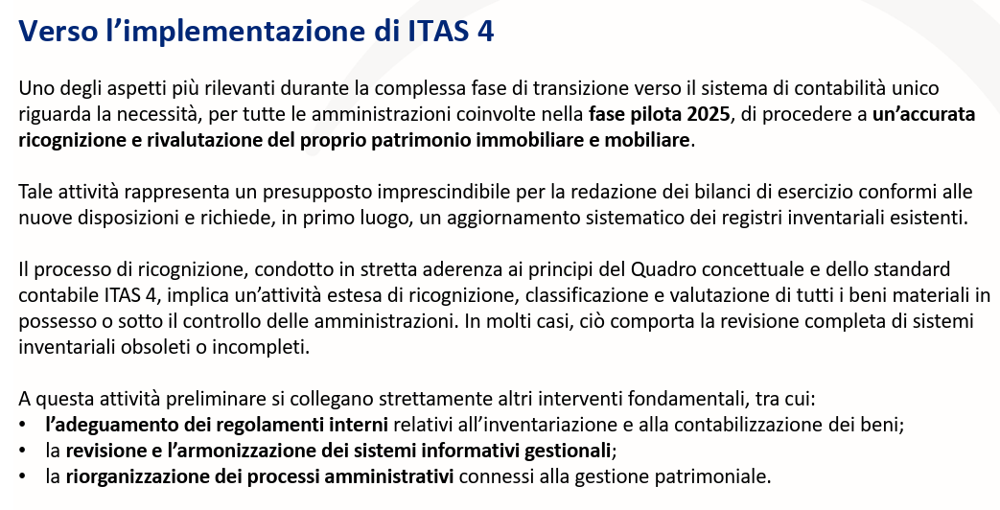 Verso l’implementazione di ITAS 4
Uno degli aspetti più rilevanti durante la complessa fase di transizione verso il sistema di contabilità unico
riguarda la necessità, per tutte le amministrazioni coinvolte nella fase pilota 2025, di procedere a un’accurata
ricognizione e rivalutazione del proprio patrimonio immobiliare e mobiliare.
Tale attività rappresenta un presupposto imprescindibile per la redazione dei bilanci di esercizio conformi alle
nuove disposizioni e richiede, in primo luogo, un aggiornamento sistematico dei registri inventariali esistenti.
Il processo di ricognizione, condotto in stretta aderenza ai principi del Quadro concettuale e dello standard
contabile ITAS 4, implica un’attività estesa di ricognizione, classificazione e valutazione di tutti i beni materiali in
possesso o sotto il controllo delle amministrazioni. In molti casi, ciò comporta la revisione completa di sistemi
inventariali obsoleti o incompleti.
A questa attività preliminare si collegano strettamente altri interventi fondamentali, tra cui:
• l’adeguamento dei regolamenti interni relativi all’inventariazione e alla contabilizzazione dei beni;
• la revisione e l’armonizzazione dei sistemi informativi gestionali;
• la riorganizzazione dei processi amministrativi connessi alla gestione patrimoniale.